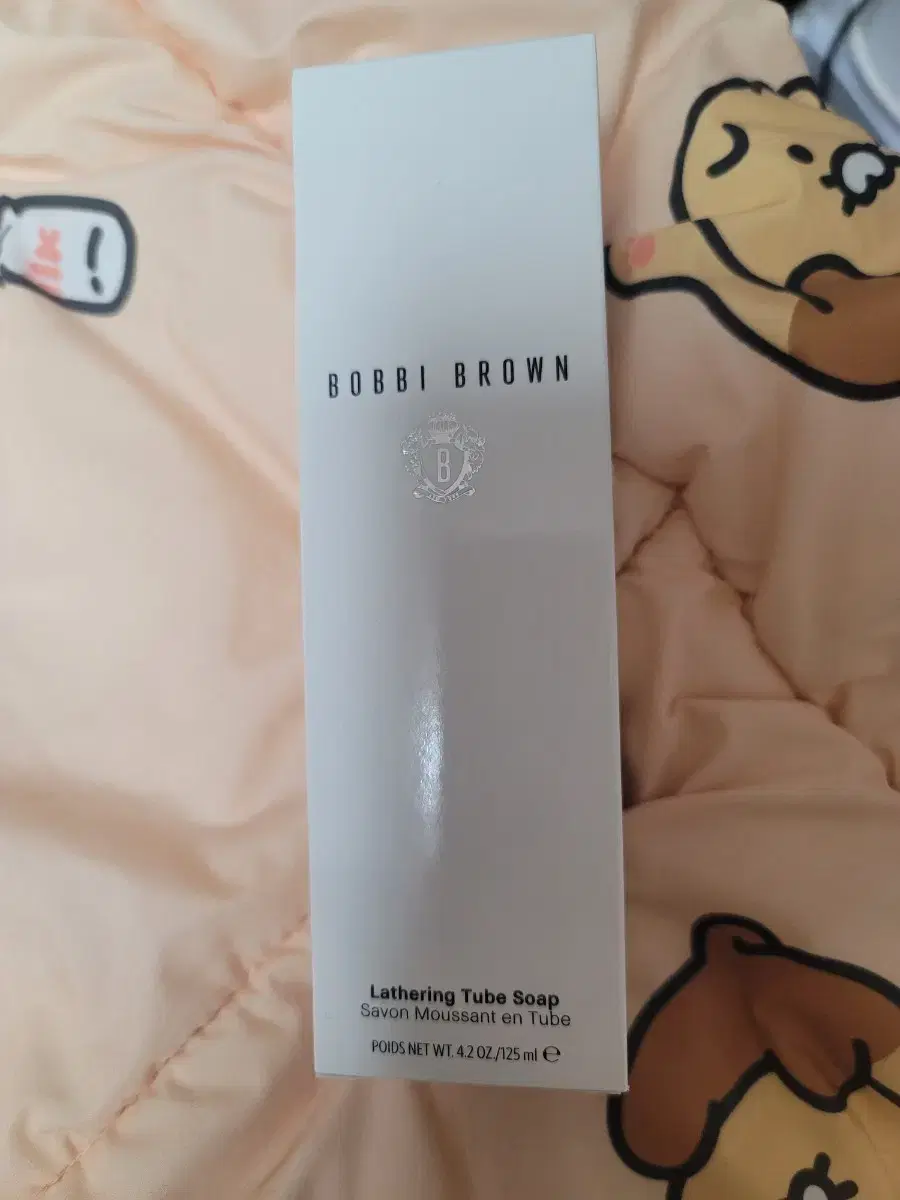 BOBBI BROWN
B
Lathering Tube Soap
Savon Moussant en Tube
POIDS NET WT. 4.2 OZ./125 ml ℮